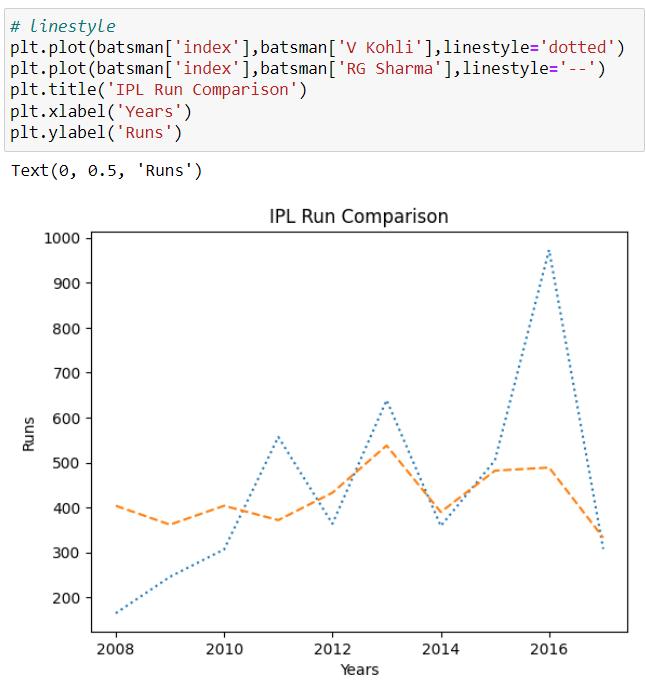 # linestyle
plt.plot(batsman['index'],batsman['V Kohli'],linestyle='dotted')
plt.plot(batsman['index'],batsman['RG Sharma'],linestyle='--')
plt.title('IPL Run Comparison')
plt.xlabel('Years')
plt.ylabel('Runs')
Text(0, 0.5, 'Runs')
IPL Run Comparison
1000
900
800
700
600
500
400
300
200
Runs
2008 2010 2012 2014 2016
Years